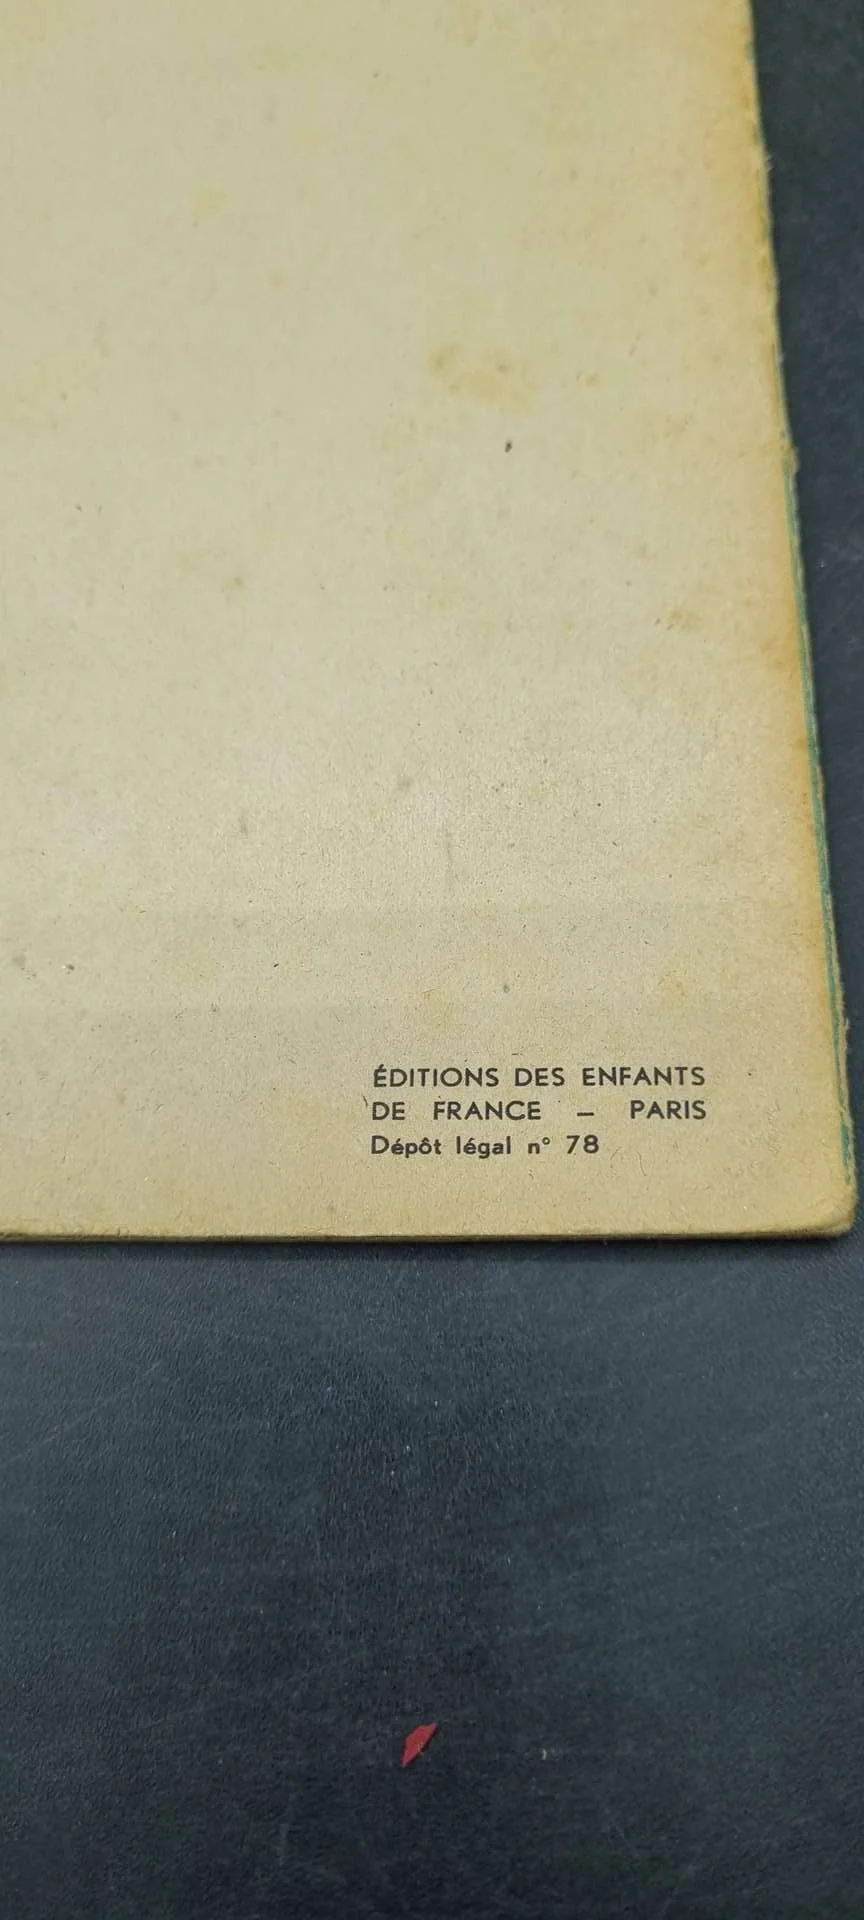 ÉDITIONS DES ENFANTS
DE FRANCE – PARIS
Dépôt légal n° 78